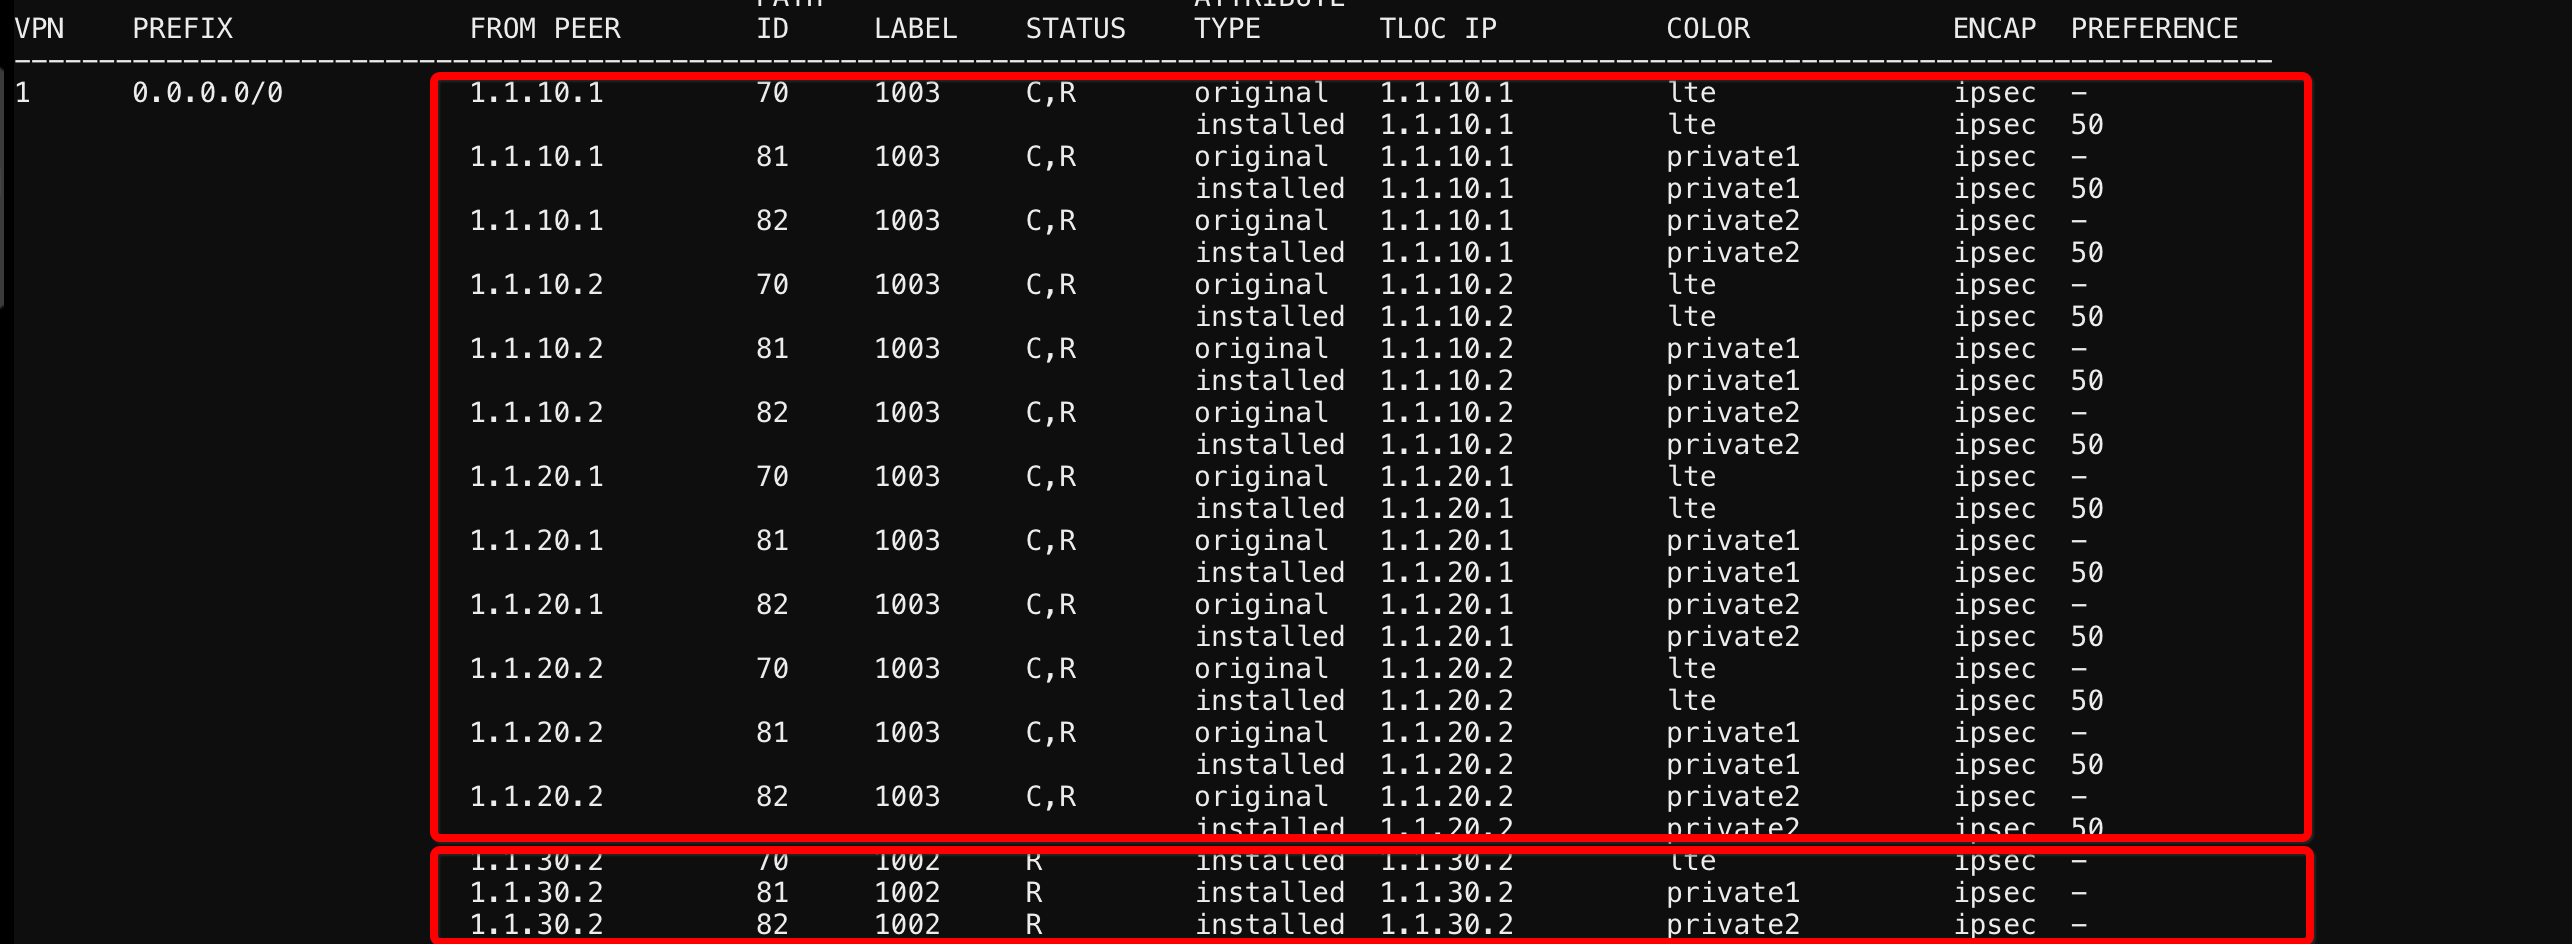 PATH ATTRIBUTE
VPN PREFIX FROM PEER ID LABEL STATUS TYPE TLOC IP COLOR ENCAP PREFERENCE
--------------------------------------------------------------------------------------------------------------------------------------
1 0.0.0.0/0 1.1.10.1 70 1003 C,R original 1.1.10.1 lte ipsec -
installed 1.1.10.1 lte ipsec 50
1.1.10.1 81 1003 C,R original 1.1.10.1 private1 ipsec -
installed 1.1.10.1 private1 ipsec 50
1.1.10.1 82 1003 C,R original 1.1.10.1 private2 ipsec -
installed 1.1.10.1 private2 ipsec 50
1.1.10.2 70 1003 C,R original 1.1.10.2 lte ipsec -
installed 1.1.10.2 lte ipsec 50
1.1.10.2 81 1003 C,R original 1.1.10.2 private1 ipsec -
installed 1.1.10.2 private1 ipsec 50
1.1.10.2 82 1003 C,R original 1.1.10.2 private2 ipsec -
installed 1.1.10.2 private2 ipsec 50
1.1.20.1 70 1003 C,R original 1.1.20.1 lte ipsec -
installed 1.1.20.1 lte ipsec 50
1.1.20.1 81 1003 C,R original 1.1.20.1 private1 ipsec -
installed 1.1.20.1 private1 ipsec 50
1.1.20.1 82 1003 C,R original 1.1.20.1 private2 ipsec -
installed 1.1.20.1 private2 ipsec 50
1.1.20.2 70 1003 C,R original 1.1.20.2 lte ipsec -
installed 1.1.20.2 lte ipsec 50
1.1.20.2 81 1003 C,R original 1.1.20.2 private1 ipsec -
installed 1.1.20.2 private1 ipsec 50
1.1.20.2 82 1003 C,R original 1.1.20.2 private2 ipsec -
installed 1.1.20.2 private2 ipsec 50
1.1.30.2 70 1002 R installed 1.1.30.2 lte ipsec -
1.1.30.2 81 1002 R installed 1.1.30.2 private1 ipsec -
1.1.30.2 82 1002 R installed 1.1.30.2 private2 ipsec -